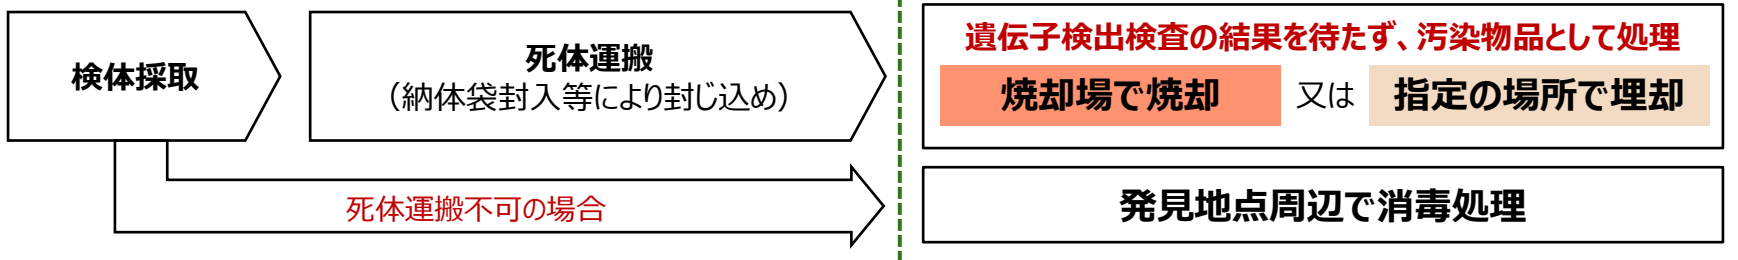 検体採取
死体運搬
（納体袋封入等により封じ込め）
遺伝子検出検査の結果を待たず、汚染物品として処理
焼却場で焼却 又は 指定の場所で埋却
死体運搬不可の場合
発見地点周辺で消毒処理